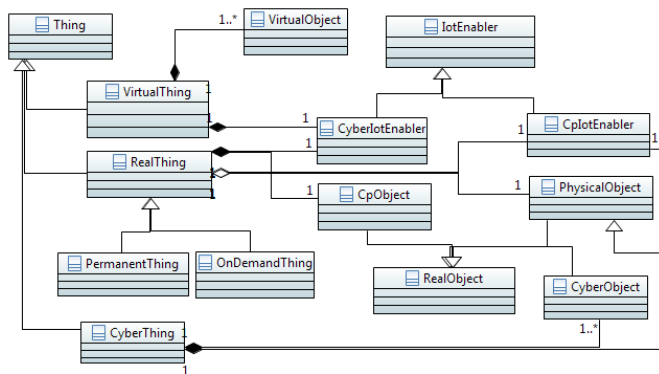 Thing
1..*
VirtualObject
IotEnabler
VirtualThing
1
1
1
CyberIotEnabler
1
CpIotEnabler
1
1
RealThing
1
1
1
CpObject
1
PhysicalObject
PermanentThing
OnDemandThing
RealObject
CyberObject
1..*
CyberThing
1
1